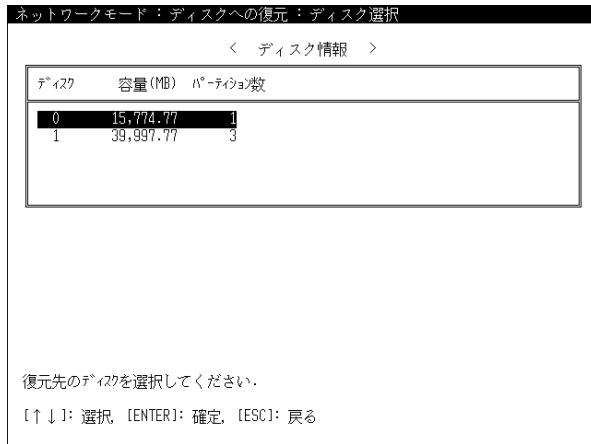 ネットワークモード：ディスクへの復元：ディスク選択
＜ ディスク情報 ＞
ﾃﾞｨｽｸ 容量(MB) ﾊﾟｰﾃｨｼｮﾝ数
0 15,774.77 1
1 39,997.77 3
復元先のﾃﾞｨｽｸを選択してください.
[↑↓]: 選択, [ENTER]: 確定, [ESC]: 戻る